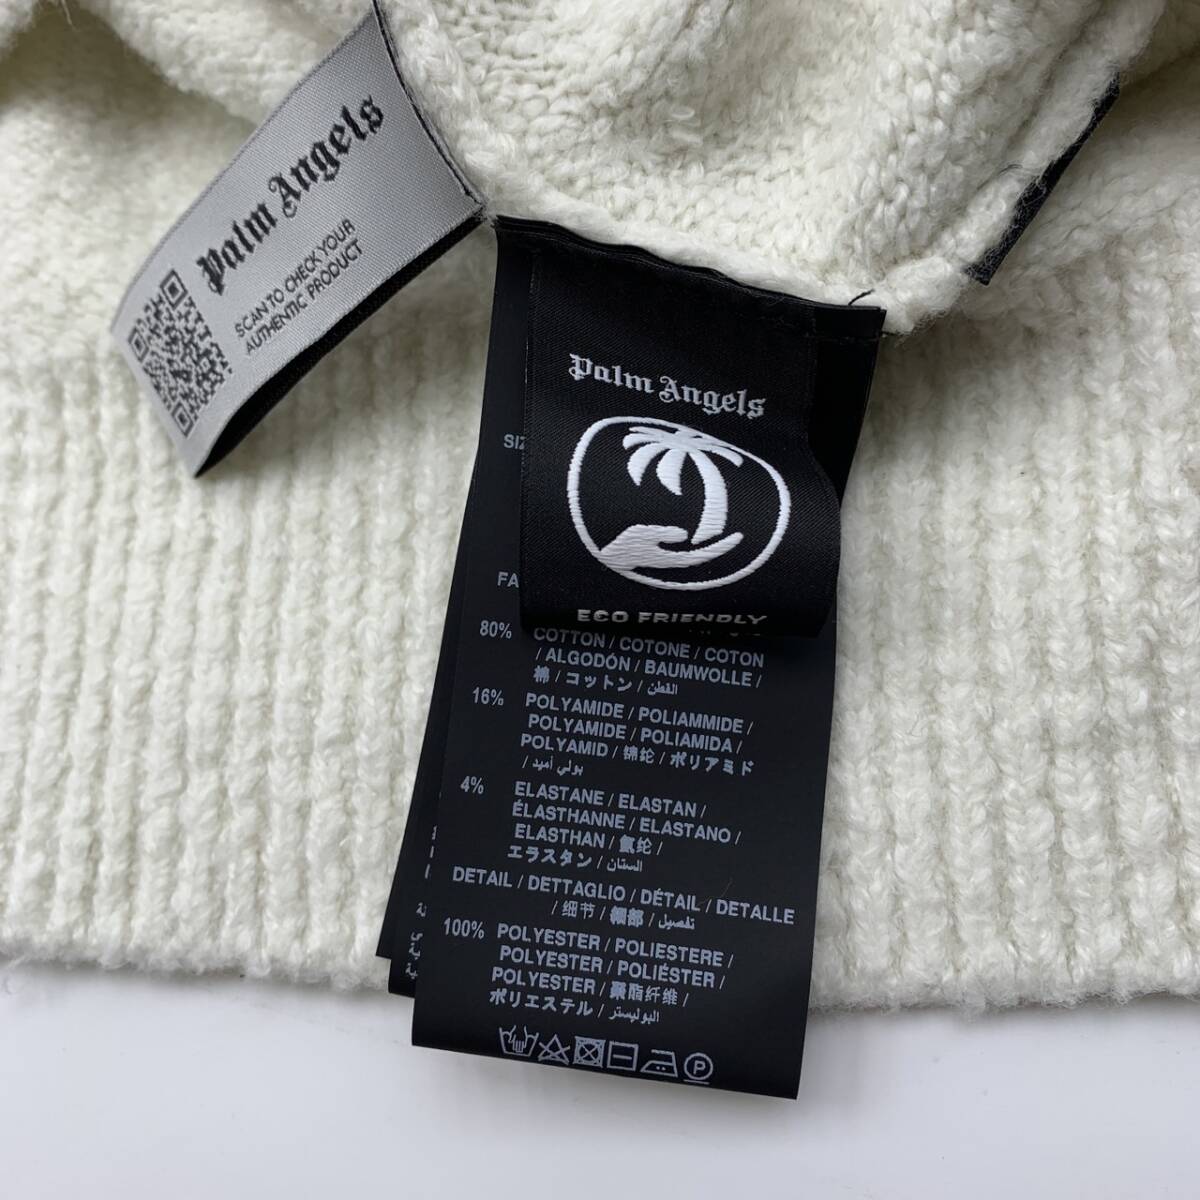 Palm Angels
SCAN TO CHECK YOUR
AUTHENTIC PRODUCT
Palm Angels
ECO FRIENDLY
80% COTTON / COTONE / COTON
/ ALGODÓN / BAUMWOLLE /
棉 / コットン / القطن
16% POLYAMIDE / POLIAMMIDE /
POLYAMIDE / POLIAMIDA /
POLYAMID / 锦纶 / ポリアミド
/ بولي أميد
4% ELASTANE / ELASTAN /
ÉLASTHANNE / ELASTANO /
ELASTHAN / 氨纶 /
エラスタン / الستان
DETAIL / DETTAGLIO / DÉTAIL / DETALLE
/ 细节 / 細部 / تفصيل
100% POLYESTER / POLIESTERE /
POLYESTER / POLIÉSTER /
POLYESTER / 聚酯纤维 /
ポリエステル / البوليستر
P